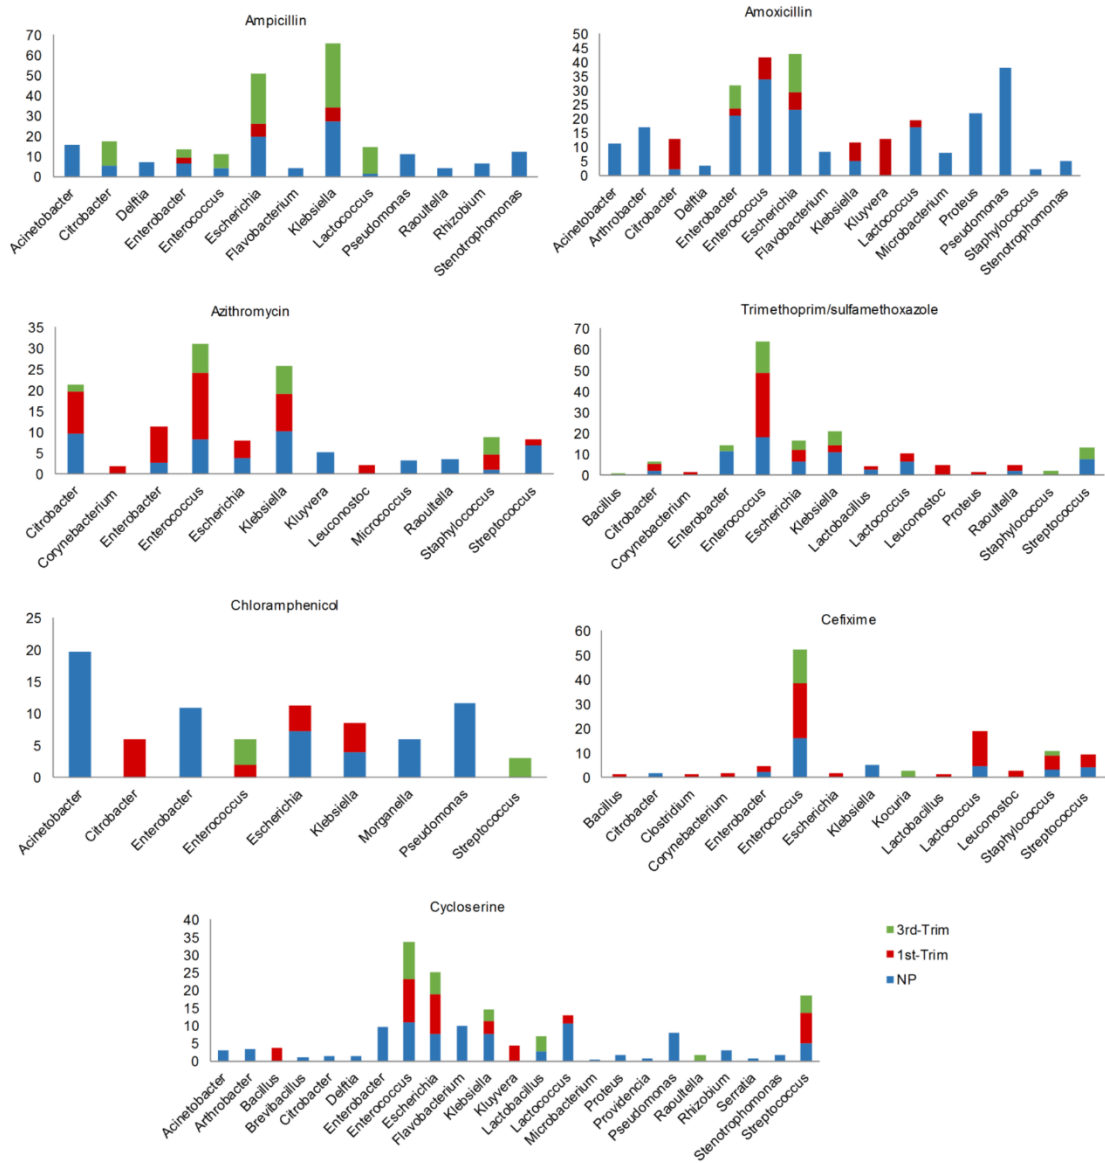 Ampicillin
70
60
50
40
30
20
10
0
Acinetobacter
Citrobacter
Delftia
Enterobacter
Enterococcus
Escherichia
Flavobacterium
Klebsiella
Lactococcus
Pseudomonas
Raoultella
Rhizobium
Stenotrophomonas
Amoxicillin
50
45
40
35
30
25
20
15
10
5
0
Acinetobacter
Arthrobacter
Citrobacter
Delftia
Enterobacter
Enterococcus
Escherichia
Flavobacterium
Klebsiella
Kluyvera
Lactococcus
Microbacterium
Proteus
Pseudomonas
Staphylococcus
Stenotrophomonas
Azithromycin
35
30
25
20
15
10
5
0
Citrobacter
Corynebacterium
Enterobacter
Enterococcus
Escherichia
Klebsiella
Kluyvera
Leuconostoc
Micrococcus
Raoultella
Staphylococcus
Streptococcus
Trimethoprim/sulfamethoxazole
70
60
50
40
30
20
10
0
Bacillus
Citrobacter
Corynebacterium
Enterobacter
Enterococcus
Escherichia
Klebsiella
Lactobacillus
Lactococcus
Leuconostoc
Proteus
Raoultella
Staphylococcus
Streptococcus
Chloramphenicol
25
20
15
10
5
0
Acinetobacter
Citrobacter
Enterobacter
Enterococcus
Escherichia
Klebsiella
Morganella
Pseudomonas
Streptococcus
Cefixime
60
50
40
30
20
10
0
Bacillus
Citrobacter
Clostridium
Corynebacterium
Enterobacter
Enterococcus
Escherichia
Klebsiella
Kocuria
Lactobacillus
Lactococcus
Leuconostoc
Staphylococcus
Streptococcus
Cycloserine
40
35
30
25
20
15
10
5
0
Acinetobacter
Arthrobacter
Bacillus
Brevibacillus
Citrobacter
Delftia
Enterobacter
Enterococcus
Escherichia
Flavobacterium
Klebsiella
Kluyvera
Lactobacillus
Lactococcus
Microbacterium
Proteus
Providencia
Pseudomonas
Raoultella
Rhizobium
Serratia
Stenotrophomonas
Streptococcus
3rd-Trim
1st-Trim
NP